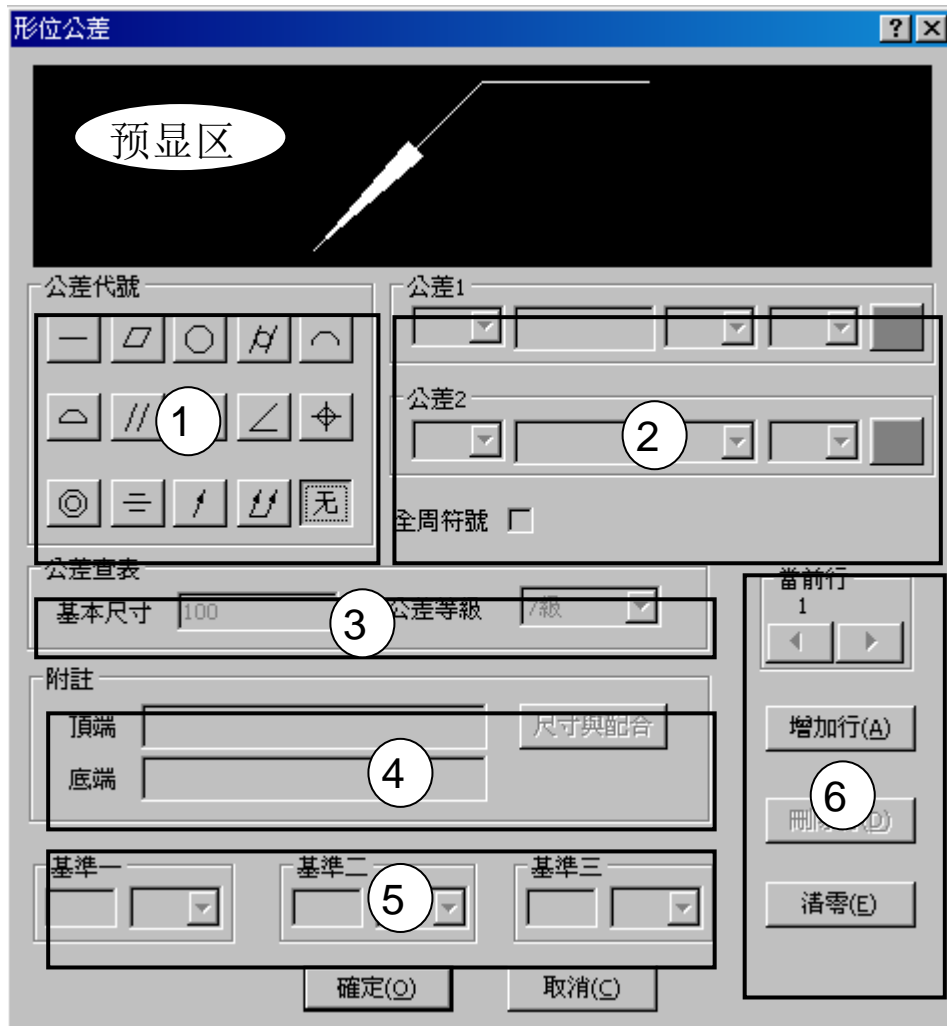 形位公差
预显区
公差代號
公差1
1
公差2
2
无
全周符號
公差查表
基本尺寸 100 3 公差等級 7級
當前行
1
附註
頂端 尺寸與配合
增加行(A)
底端 4
6
基準一 基準二 基準三
5
清零(E)
確定(O) 取消(C)